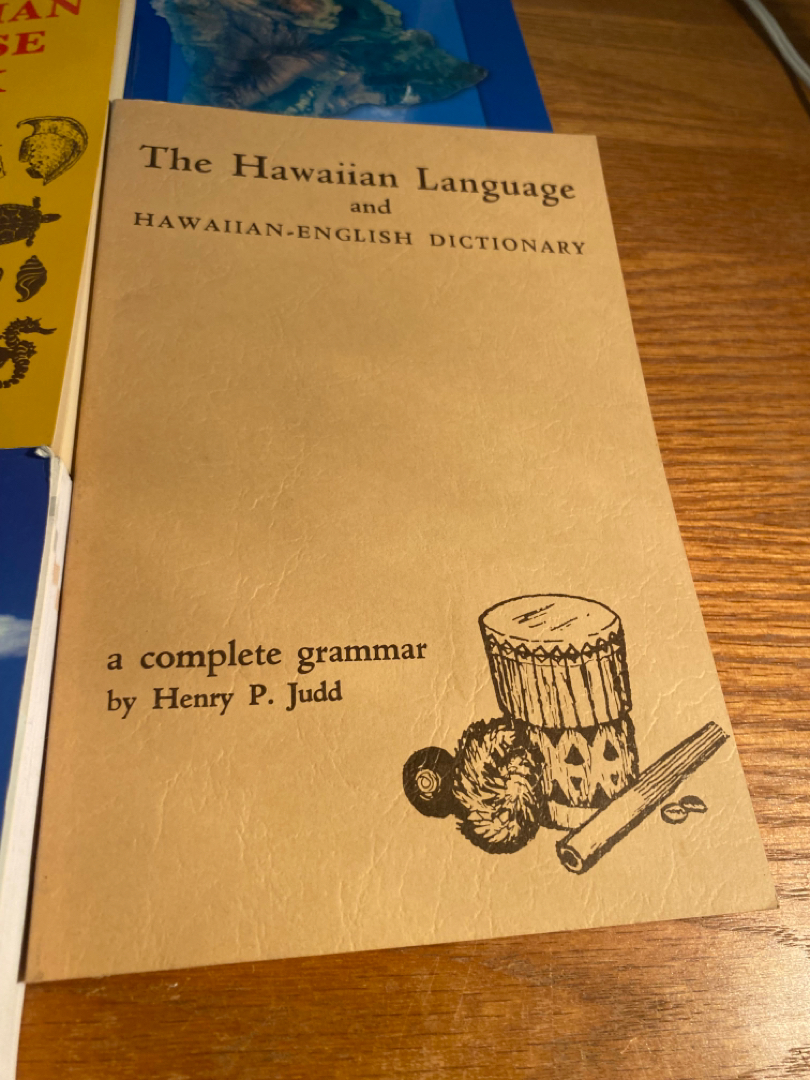 The Hawaiian Language
and
HAWAIIAN-ENGLISH DICTIONARY
a complete grammar
by Henry P. Judd